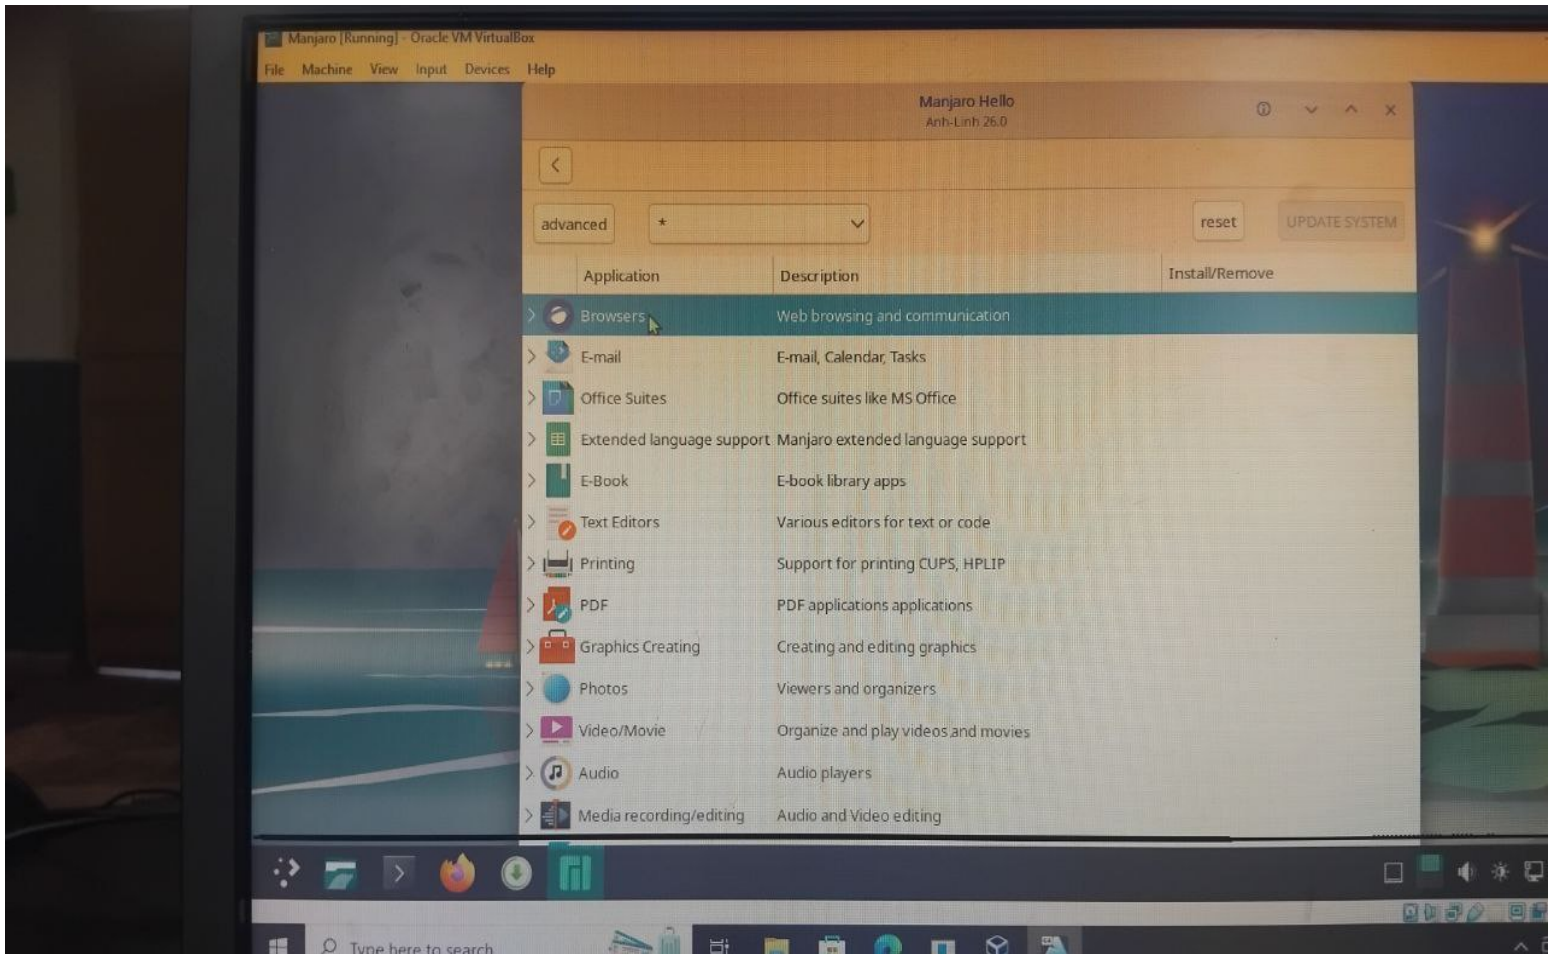 Manjaro [Running] - Oracle VM VirtualBox
File Machine View Input Devices Help
Manjaro Hello
Anh-Linh 26.0
advanced * reset UPDATE SYSTEM
Application Description Install/Remove
Browsers Web browsing and communication
E-mail E-mail, Calendar, Tasks
Office Suites Office suites like MS Office
Extended language support Manjaro extended language support
E-Book E-book library apps
Text Editors Various editors for text or code
Printing Support for printing CUPS, HPLIP
PDF PDF applications applications
Graphics Creating Creating and editing graphics
Photos Viewers and organizers
Video/Movie Organize and play videos and movies
Audio Audio players
Media recording/editing Audio and Video editing
Type here to search